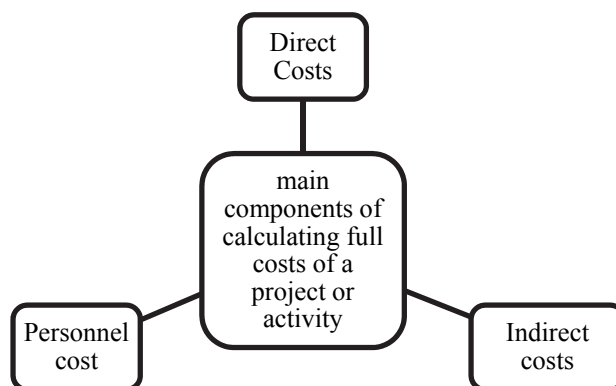 Direct
Costs
main
components of
calculating full
costs of a
project or
activity
Personnel
cost
Indirect
costs